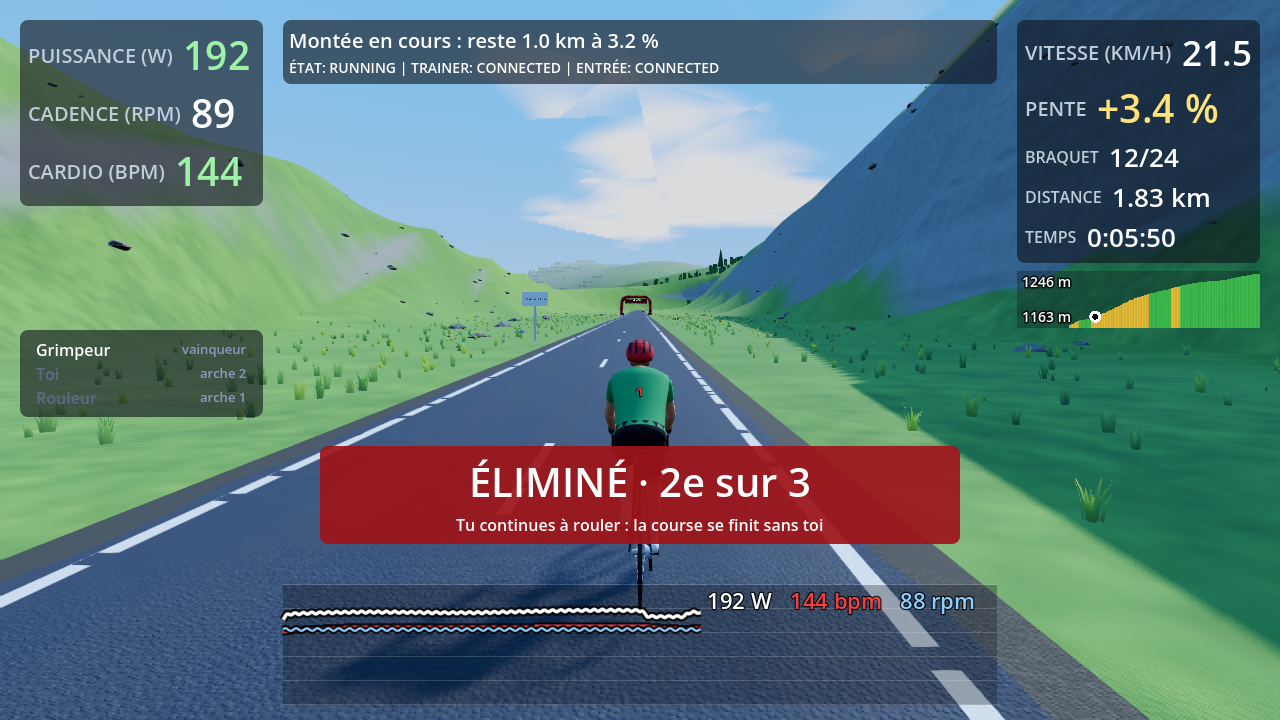 PUISSANCE (W) 192
CADENCE (RPM) 89
CARDIO (BPM) 144
Montée en cours : reste 1.0 km à 3.2 %
ÉTAT: RUNNING | TRAINER: CONNECTED | ENTRÉE: CONNECTED
VITESSE (KM/H) 21.5
PENTE +3.4 %
BRAQUET 12/24
DISTANCE 1.83 km
TEMPS 0:05:50
1246 m
1163 m
Grimpeur vainqueur
Toi arche 2
Rouleur arche 1
1
ÉLIMINÉ · 2e sur 3
Tu continues à rouler : la course se finit sans toi
192 W 144 bpm 88 rpm